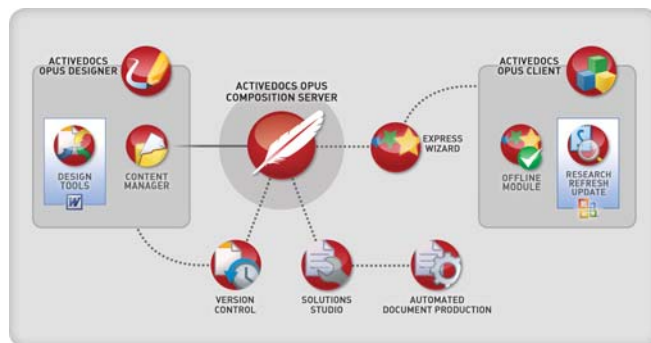 ACTIVEDOCS
OPUS DESIGNER
DESIGN
TOOLS
W
CONTENT
MANAGER
ACTIVEDOCS OPUS
COMPOSITION SERVER
EXPRESS
WIZARD
ACTIVEDOCS
OPUS CLIENT
OFFLINE
MODULE
RESEARCH
REFRESH
UPDATE
VERSION
CONTROL
SOLUTIONS
STUDIO
AUTOMATED
DOCUMENT PRODUCTION